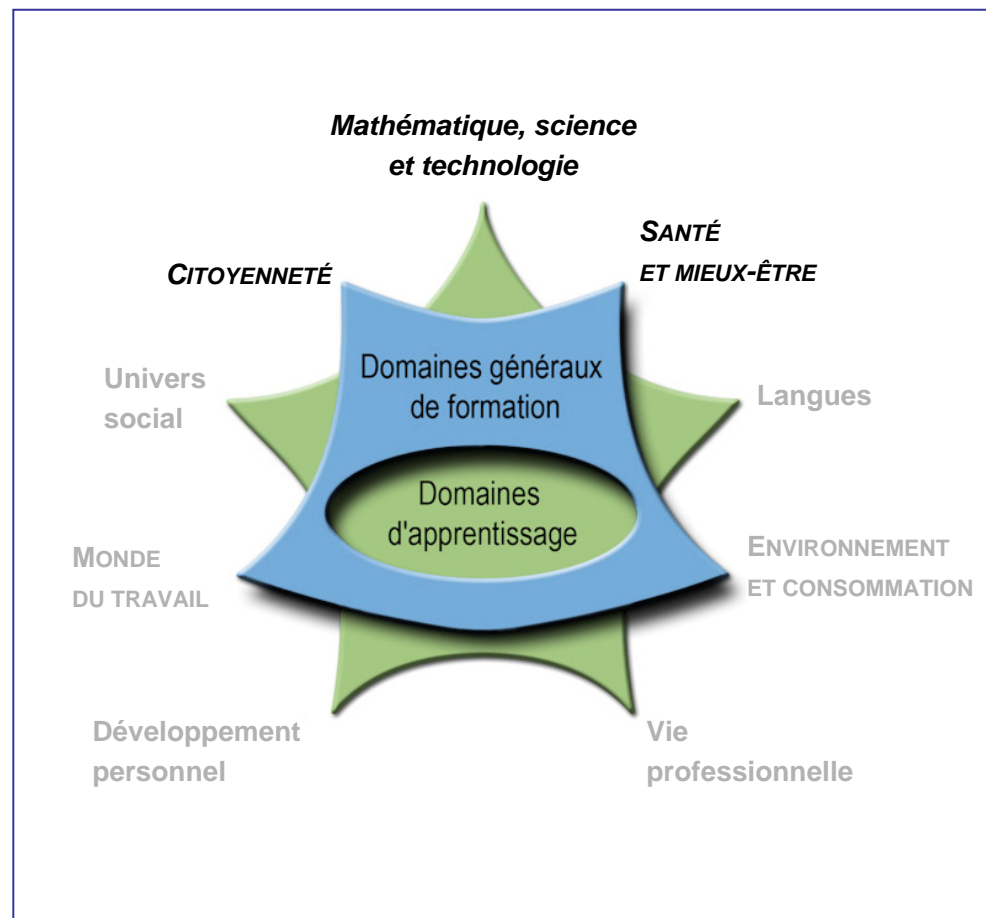 Mathématique, science
et technologie
SANTÉ
ET MIEUX-ÊTRE
CITOYENNETÉ
Domaines généraux
de formation
Univers
social
Langues
Domaines
d'apprentissage
MONDE
DU TRAVAIL
ENVIRONNEMENT
ET CONSOMMATION
Développement
personnel
Vie
professionnelle